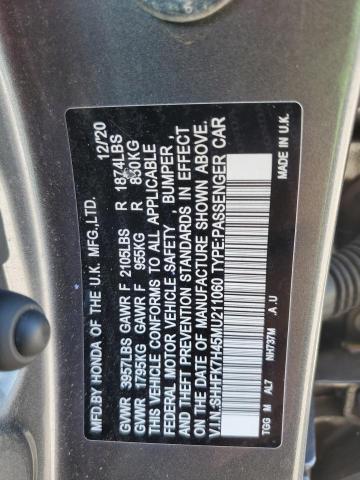 MFD.BY HONDA OF THE U.K. MFG.,LTD. 12/20
GVWR 3957LBS GAWR F 2105LBS R 1874LBS
GVWR 1795KG GAWR F 955KG R 850KG
THIS VEHICLE CONFORMS TO ALL APPLICABLE
FEDERAL MOTOR VEHICLE SAFETY , BUMPER,
AND THEFT PREVENTION STANDARDS IN EFFECT
ON THE DATE OF MANUFACTURE SHOWN ABOVE.
V.I.N.:SHHFK7H45MU211060 TYPE:PASSENGER CAR
TGG M AL7 NH737M .A .U MADE IN U.K.